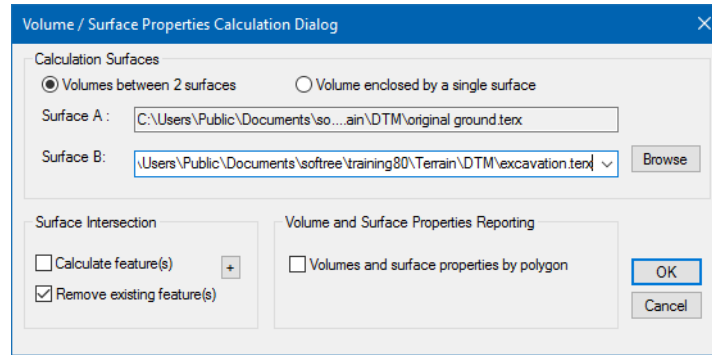 Volume / Surface Properties Calculation Dialog
Calculation Surfaces
Volumes between 2 surfaces
Volume enclosed by a single surface
Surface A :
C:\Users\Public\Documents\so....ain\DTM\original ground.terx
Surface B:
\Users\Public\Documents\softree\training80\Terrain\DTM\excavation.terx
Browse
Surface Intersection
Calculate feature(s)
+
Remove existing feature(s)
Volume and Surface Properties Reporting
Volumes and surface properties by polygon
OK
Cancel